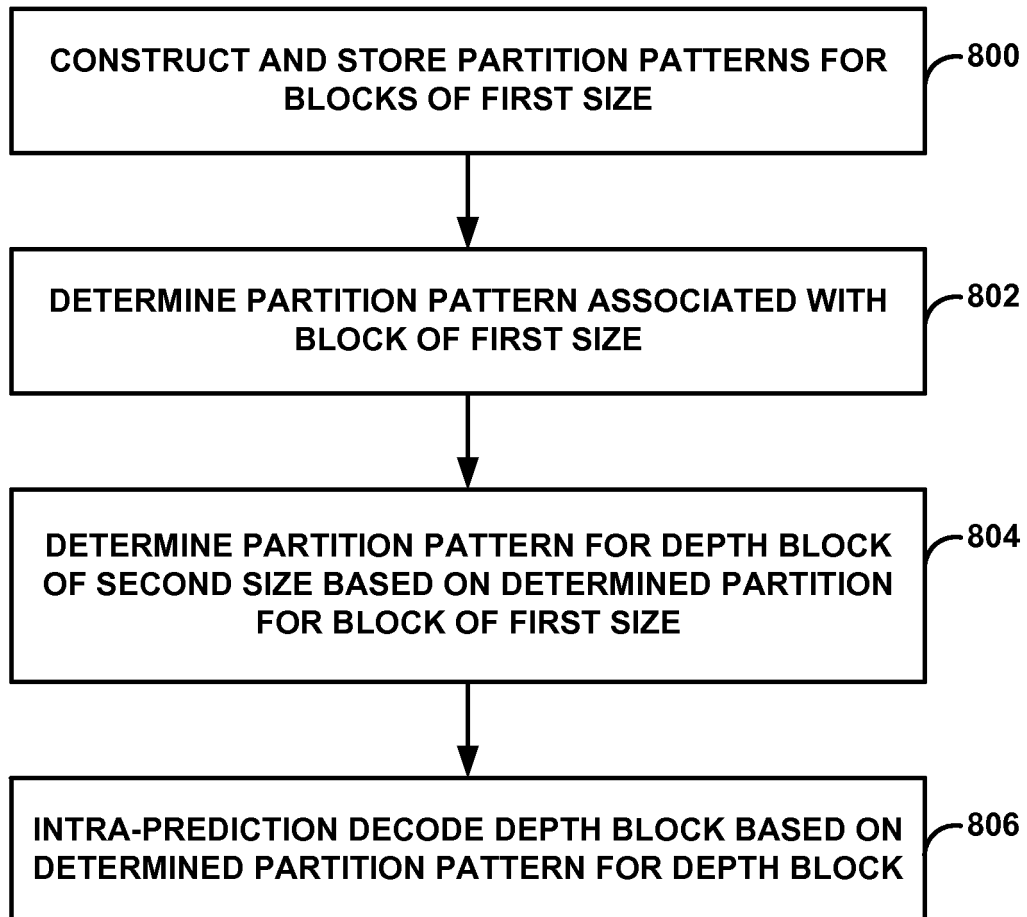 CONSTRUCT AND STORE PARTITION PATTERNS FOR
BLOCKS OF FIRST SIZE
800
DETERMINE PARTITION PATTERN ASSOCIATED WITH
BLOCK OF FIRST SIZE
802
DETERMINE PARTITION PATTERN FOR DEPTH BLOCK
OF SECOND SIZE BASED ON DETERMINED PARTITION
FOR BLOCK OF FIRST SIZE
804
INTRA-PREDICTION DECODE DEPTH BLOCK BASED ON
DETERMINED PARTITION PATTERN FOR DEPTH BLOCK
806